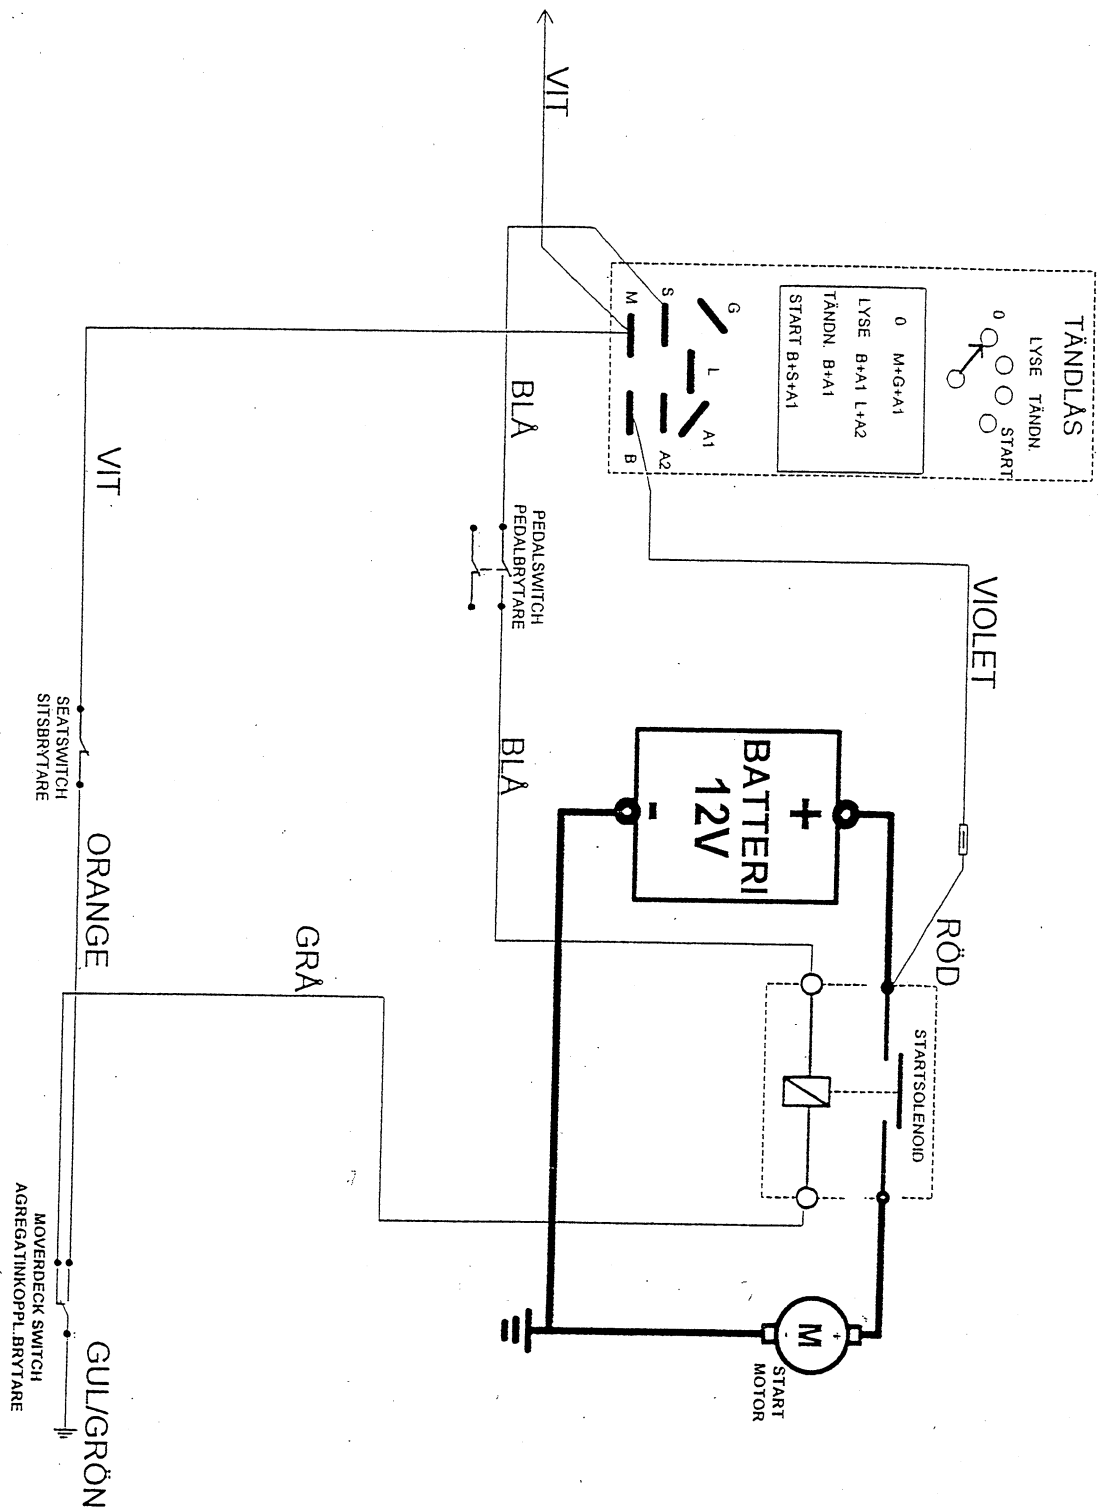 TÄNDLÅS
LYSE TÄNDN.
0
START
0 M+G+A1
LYSE B+A1 L+A2
TÄNDN. B+A1
START B+S+A1
G
L
A1
S
A2
M
B
VIT
VIOLET
BLÅ
PEDALSWITCH
PEDALBRYTARE
VIT
BATTERI
12V
+
-
BLÅ
RÖD
STARTSOLENOID
SEATSWITCH
SITSBRYTARE
ORANGE
GRÅ
M
+
-
START
MOTOR
MOVERDECK SWITCH
AGREGATINKOPPL.BRYTARE
GUL/GRÖN